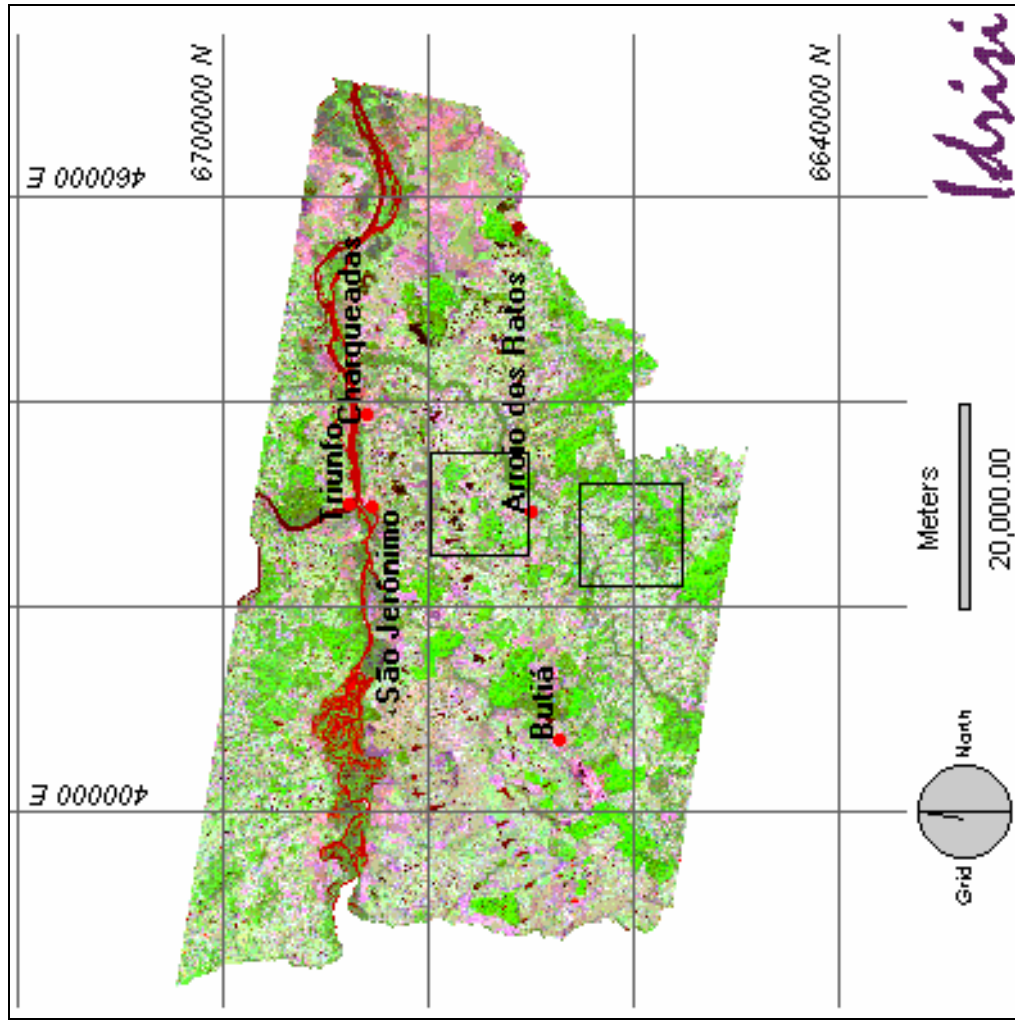 400000 E
460000 E
6700000 N
6640000 N
Triunfo
Charqueadas
São Jerônimo
Arroio dos Ratos
Butiá
Grid
North
Meters
20,000.00
Idrisi